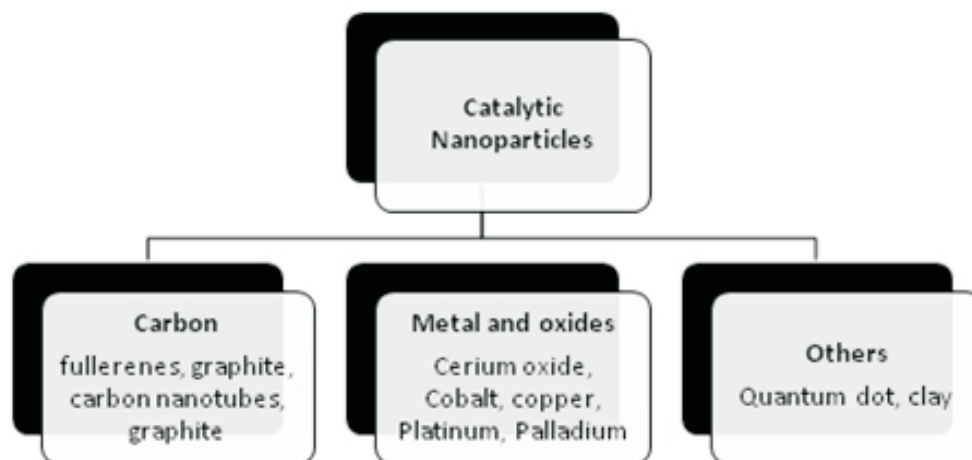 Catalytic
Nanoparticles
Carbon
fullerenes, graphite,
carbon nanotubes,
graphite
Metal and oxides
Cerium oxide,
Cobalt, copper,
Platinum, Palladium
Others
Quantum dot, clay